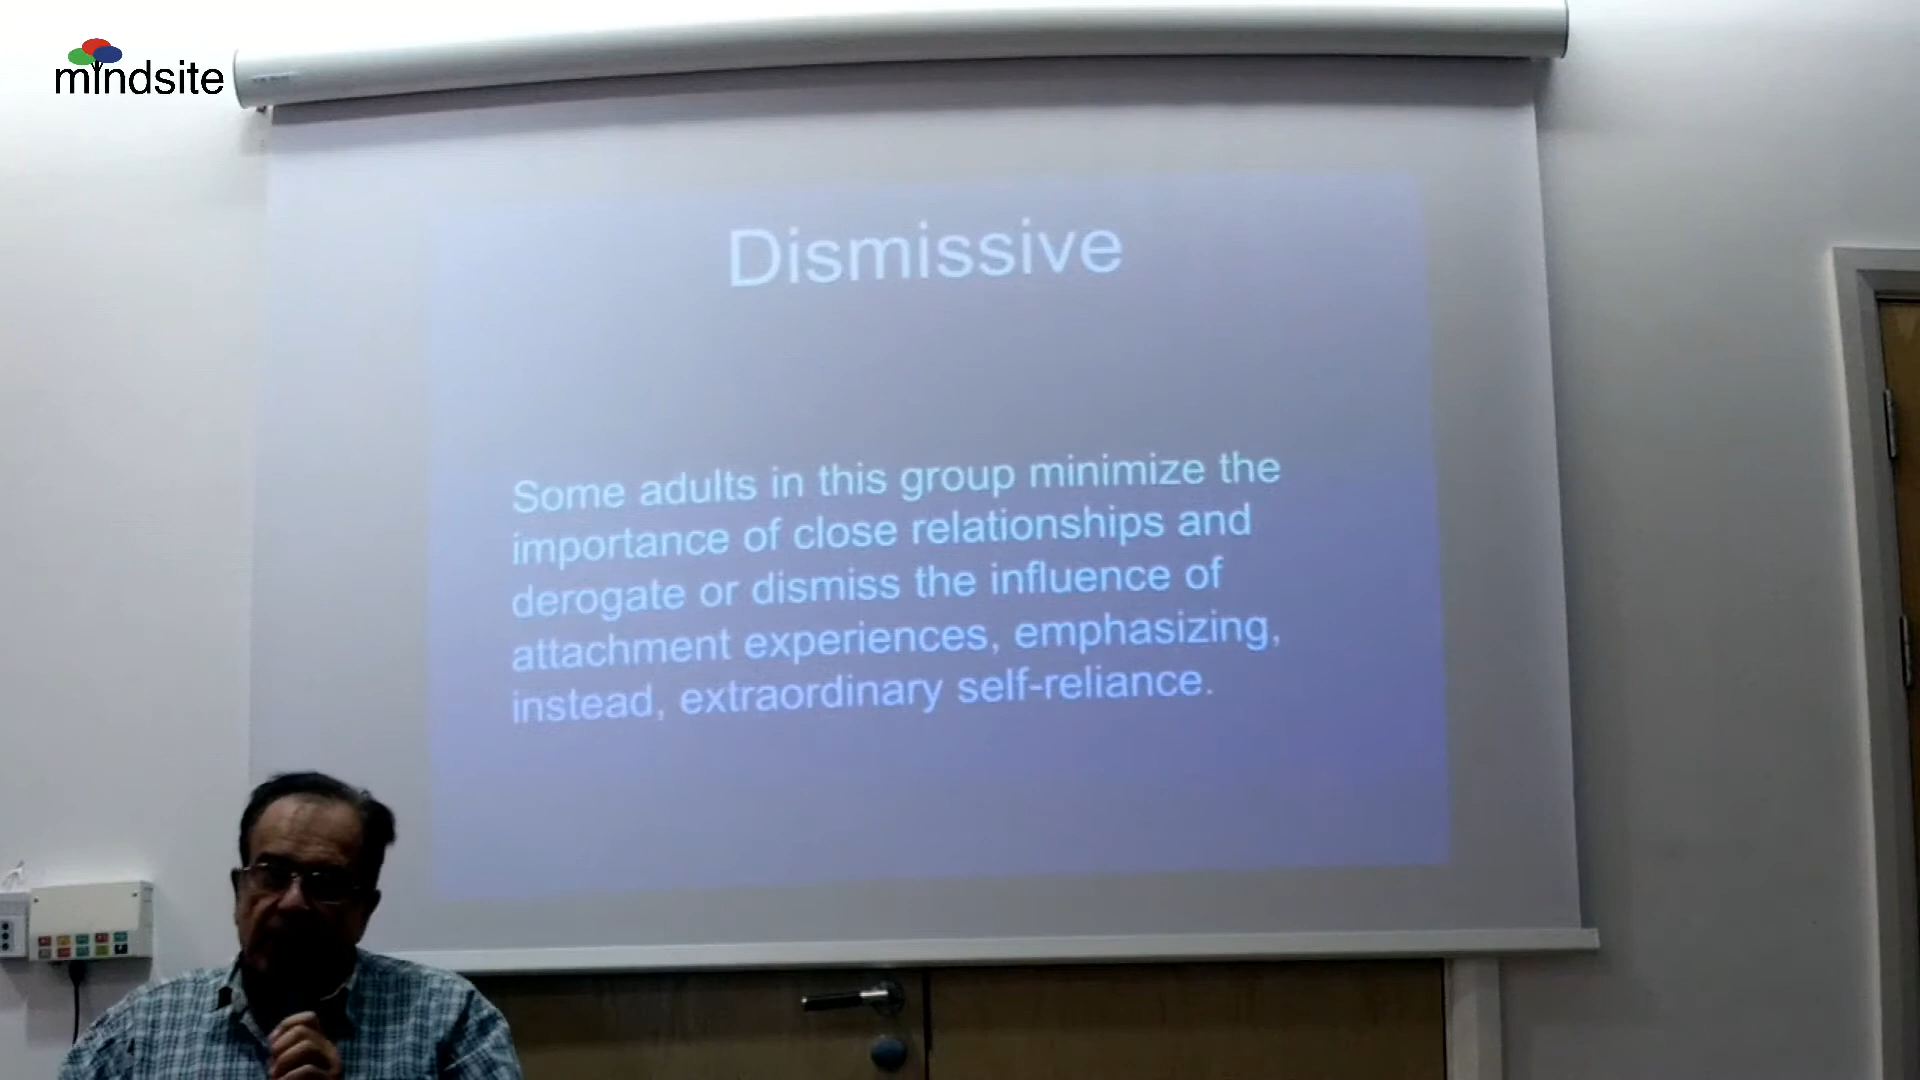 mindsite
Dismissive
Some adults in this group minimize the
importance of close relationships and
derogate or dismiss the influence of
attachment experiences, emphasizing,
instead, extraordinary self-reliance.